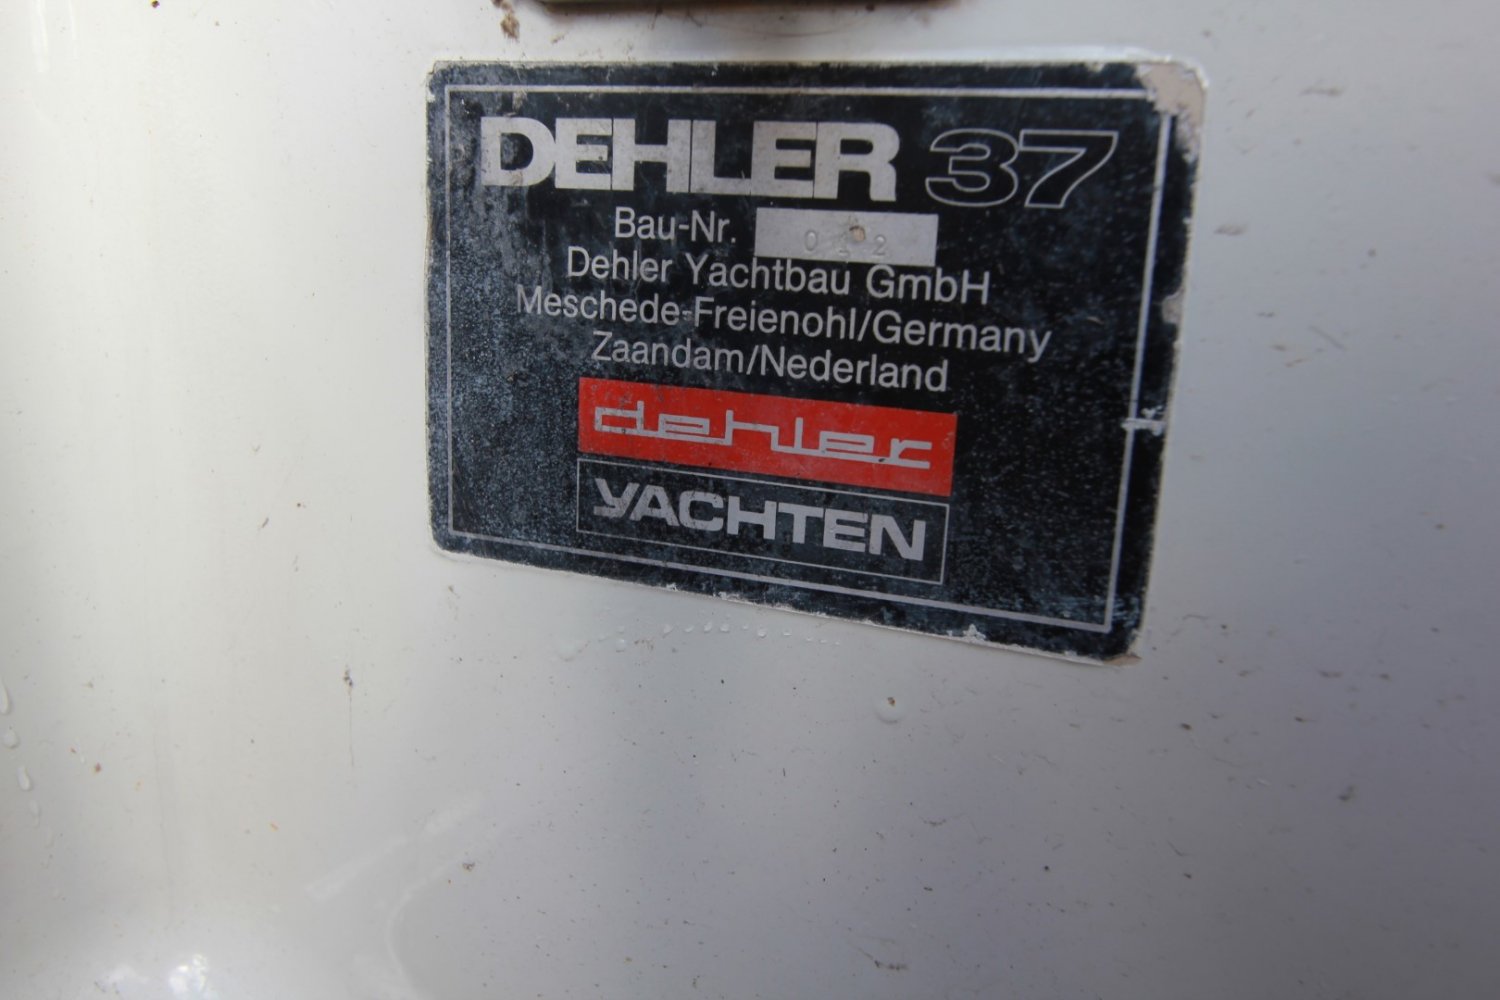 DEHLER 37
Bau-Nr.
Dehler Yachtbau GmbH
Meschede-Freienohl/Germany
Zaandam/Nederland
dehler
YACHTEN